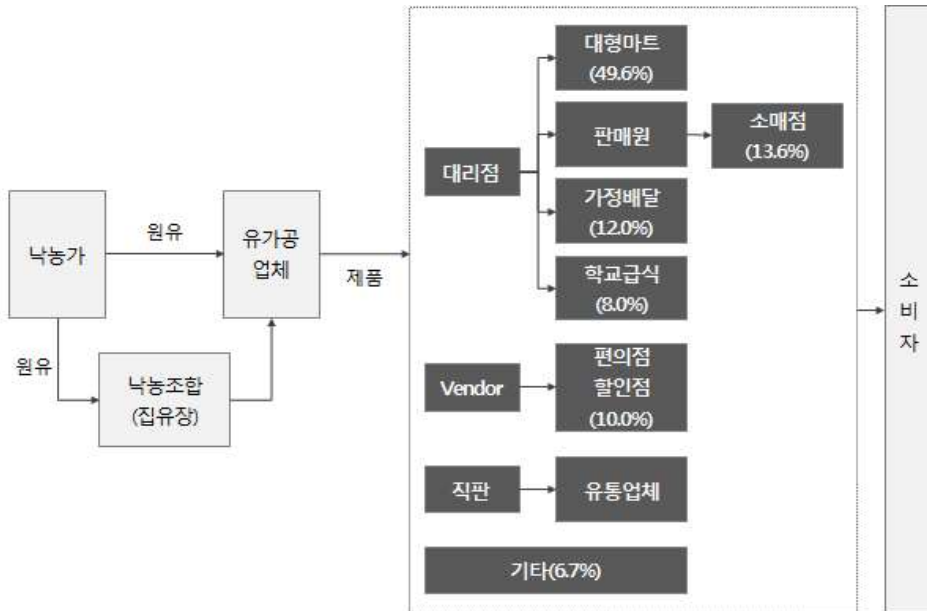 낙농가
원유
원유
낙농조합
(집유장)
유가공
업체
제품
대리점
대형마트
(49.6%)
판매원
소매점
(13.6%)
가정배달
(12.0%)
학교급식
(8.0%)
Vendor
편의점
할인점
(10.0%)
직판
유통업체
기타(6.7%)
소
비
자